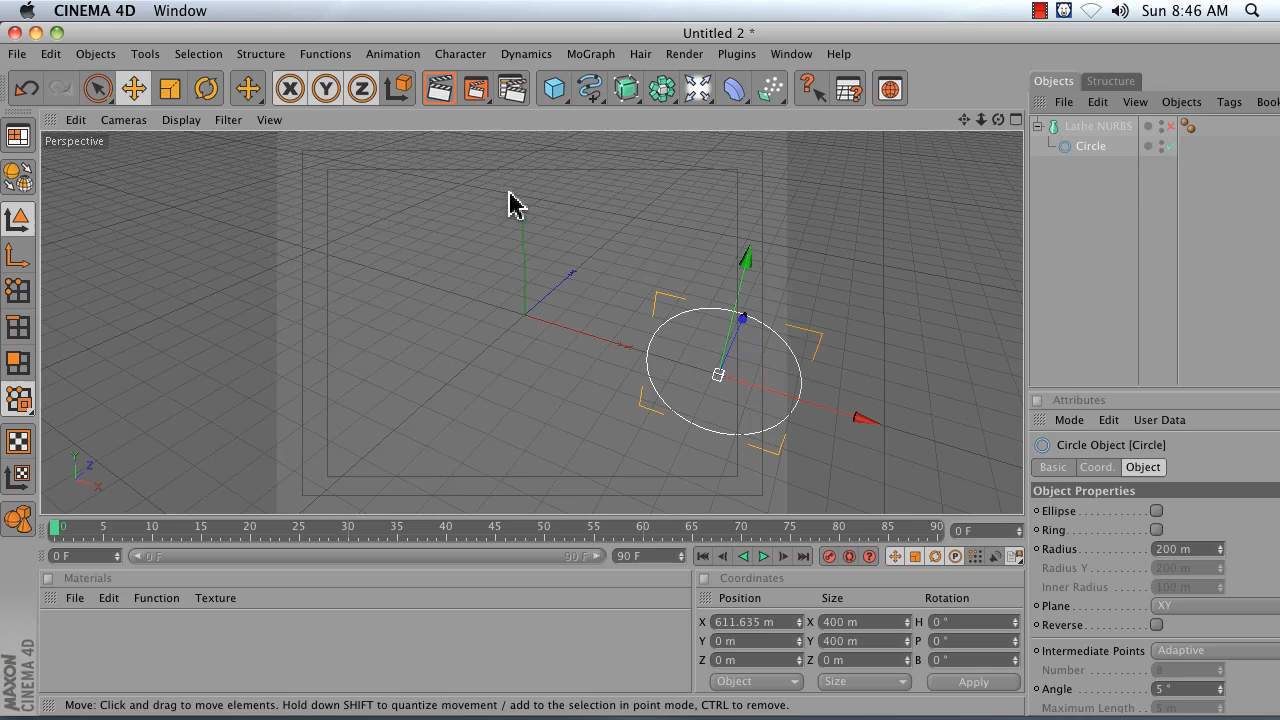 CINEMA 4D Window Sun 8:46 AM
Untitled 2 *
File Edit Objects Tools Selection Structure Functions Animation Character Dynamics MoGraph Hair Render Plugins Window Help
X Y Z
Objects Structure
File Edit View Objects Tags Book
Edit Cameras Display Filter View
Perspective
Lathe NURBS
Circle
Y
Z
X
Attributes
Mode Edit User Data
Circle Object [Circle]
Basic Coord. Object
Object Properties
Ellipse
Ring
Radius 200 m
Radius Y 200 m
Inner Radius 100 m
Plane XY
Reverse
Intermediate Points Adaptive
Number 8
Angle 5 °
Maximum Length 5 m
0 5 10 15 20 25 30 35 40 45 50 55 60 65 70 75 80 85 90 0 F
0 F 0 F 90 F 90 F
P
Materials
File Edit Function Texture
Coordinates
Position Size Rotation
X 611.635 m X 400 m H 0 °
Y 0 m Y 400 m P 0 °
Z 0 m Z 0 m B 0 °
Object Size Apply
MAXON
CINEMA 4D
Move: Click and drag to move elements. Hold down SHIFT to quantize movement / add to the selection in point mode, CTRL to remove.